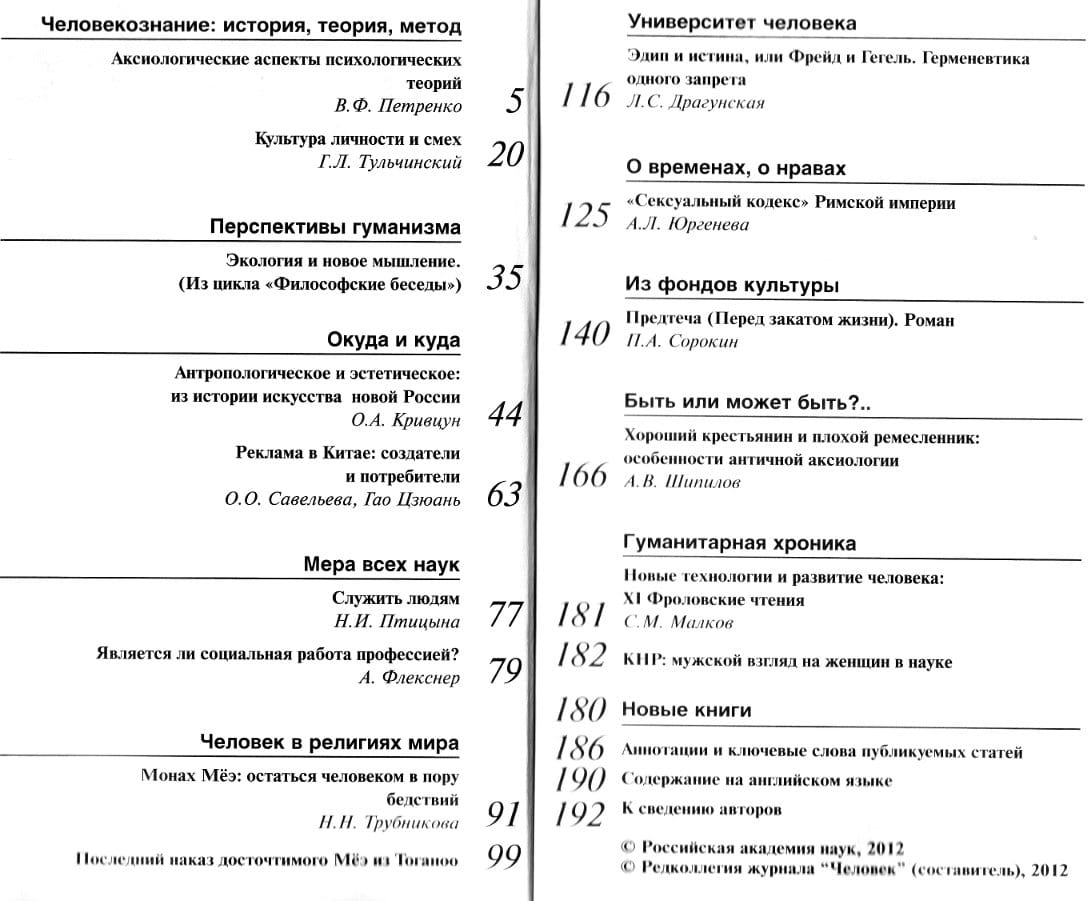 Человекознание: история, теория, метод
Аксиологические аспекты психологических
теорий
В.Ф. Петренко 5
Культура личности и смех
Г.Л. Тульчинский 20
Перспективы гуманизма
Экология и новое мышление.
(Из цикла «Философские беседы») 35
Окуда и куда
Антропологическое и эстетическое:
из истории искусства новой России
О.А. Кривцун 44
Реклама в Китае: создатели
и потребители
О.О. Савельева, Гао Цзюань 63
Мера всех наук
Служить людям
Н.И. Птицына 77
Является ли социальная работа профессией?
А. Флекснер 79
Человек в религиях мира
Монах Мёэ: остаться человеком в пору
бедствий
Н.Н. Трубникова 91
Последний наказ досточтимого Мёэ из Тоганоо 99
Университет человека
Эдип и истина, или Фрейд и Гегель. Герменевтика
одного запрета
116 Л.С. Драгунская
О временах, о нравах
«Сексуальный кодекс» Римской империи
125 А.Л. Юргенева
Из фондов культуры
Предтеча (Перед закатом жизни). Роман
140 П.А. Сорокин
Быть или может быть?..
Хороший крестьянин и плохой ремесленник:
особенности античной аксиологии
166 А.В. Шипилов
Гуманитарная хроника
Новые технологии и развитие человека:
XI Фроловские чтения
181 С.М. Малков
182 КНР: мужской взгляд на женщин в науке
180 Новые книги
186 Аннотации и ключевые слова публикуемых статей
190 Содержание на английском языке
192 К сведению авторов
© Российская академия наук, 2012
© Редколлегия журнала “Человек” (составитель), 2012